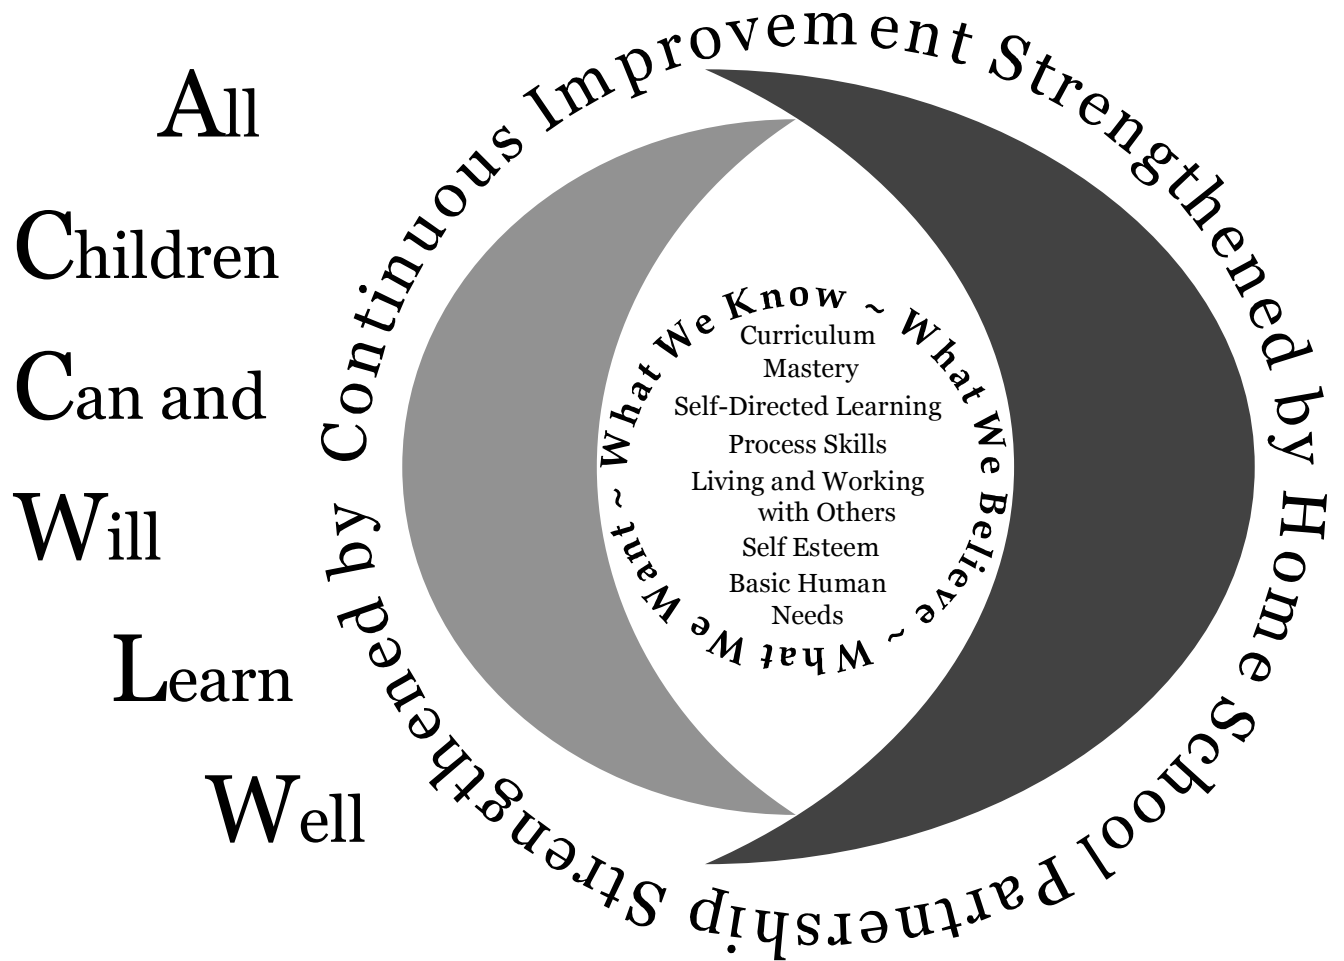 All
Children
Can and
Will
Learn
Well
Continuous Improvement Strengthened by Home School Partnership Strengthened by
What We Know ~ What We Believe ~ What We Want ~
Curriculum
Mastery
Self-Directed Learning
Process Skills
Living and Working
with Others
Self Esteem
Basic Human
Needs